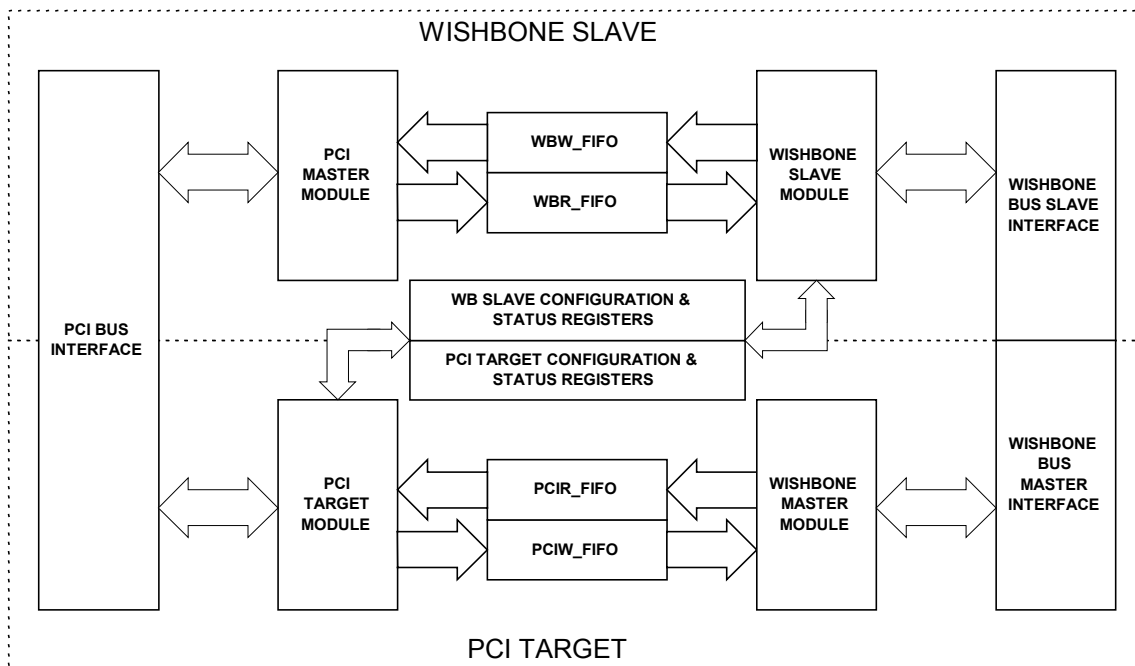 WISHBONE SLAVE
PCI
MASTER
MODULE
WBW_FIFO
WBR_FIFO
WISHBONE
SLAVE
MODULE
WISHBONE
BUS SLAVE
INTERFACE
PCI BUS
INTERFACE
WB SLAVE CONFIGURATION &
STATUS REGISTERS
PCI TARGET CONFIGURATION &
STATUS REGISTERS
PCI
TARGET
MODULE
PCIR_FIFO
PCIW_FIFO
WISHBONE
MASTER
MODULE
WISHBONE
BUS
MASTER
INTERFACE
PCI TARGET